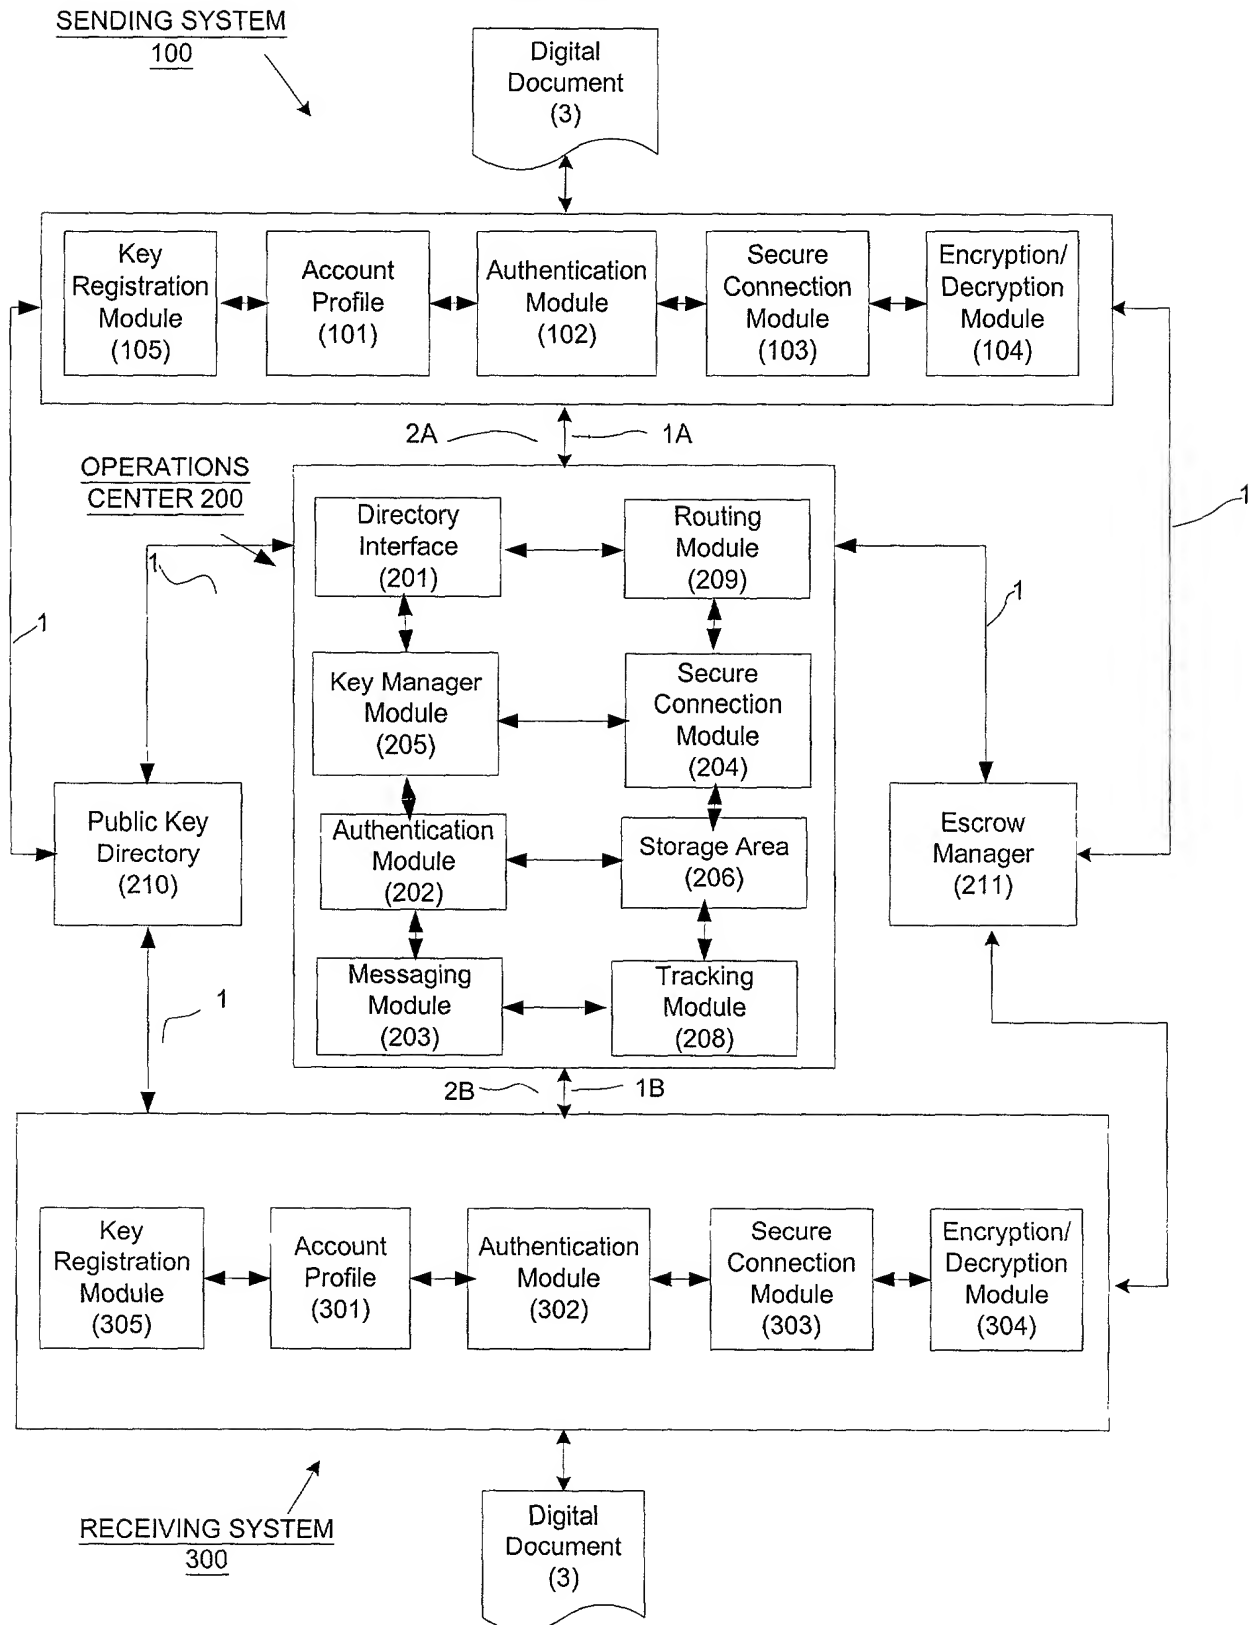 SENDING SYSTEM
100
Digital
Document
(3)
Key
Registration
Module
(105)
Account
Profile
(101)
Authentication
Module
(102)
Secure
Connection
Module
(103)
Encryption/
Decryption
Module
(104)
2A
1A
OPERATIONS
CENTER 200
1
1
1
1
Directory
Interface
(201)
Routing
Module
(209)
Key Manager
Module
(205)
Secure
Connection
Module
(204)
Public Key
Directory
(210)
Authentication
Module
(202)
Storage Area
(206)
Escrow
Manager
(211)
Messaging
Module
(203)
Tracking
Module
(208)
1
2B
1B
Key
Registration
Module
(305)
Account
Profile
(301)
Authentication
Module
(302)
Secure
Connection
Module
(303)
Encryption/
Decryption
Module
(304)
RECEIVING SYSTEM
300
Digital
Document
(3)